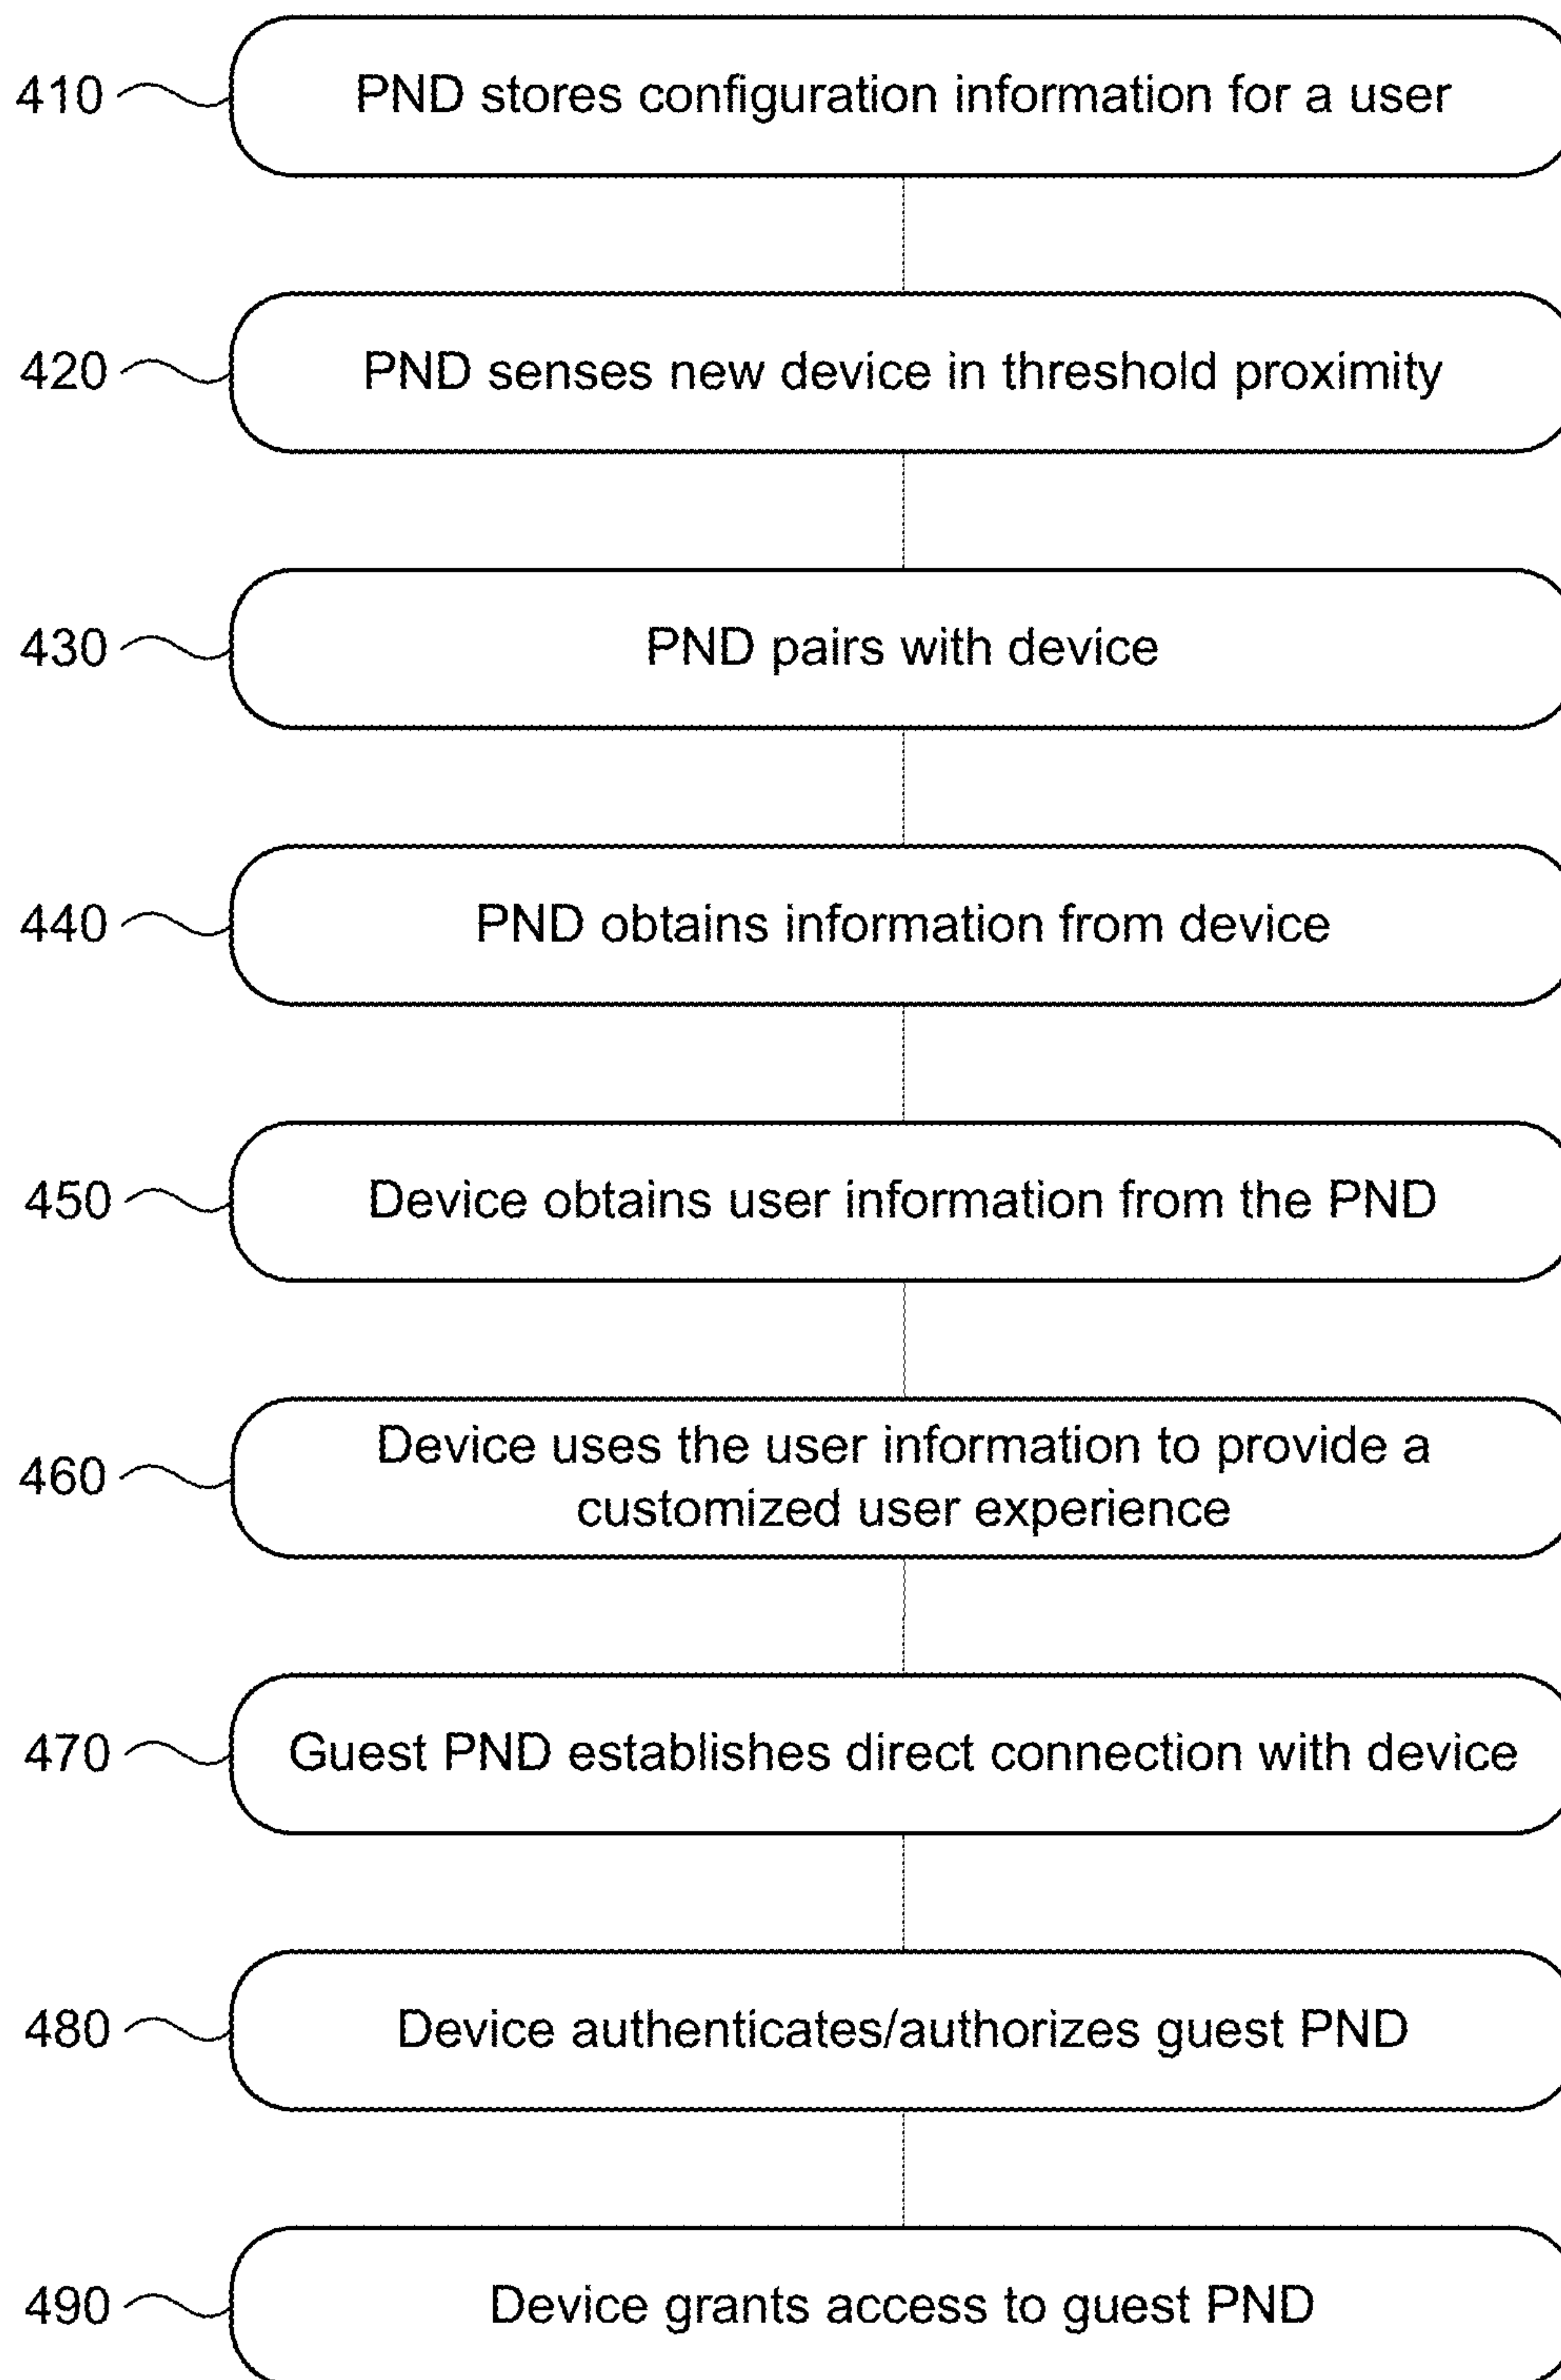 410 PND stores configuration information for a user
420 PND senses new device in threshold proximity
430 PND pairs with device
440 PND obtains information from device
450 Device obtains user information from the PND
460 Device uses the user information to provide a
customized user experience
470 Guest PND establishes direct connection with device
480 Device authenticates/authorizes guest PND
490 Device grants access to guest PND